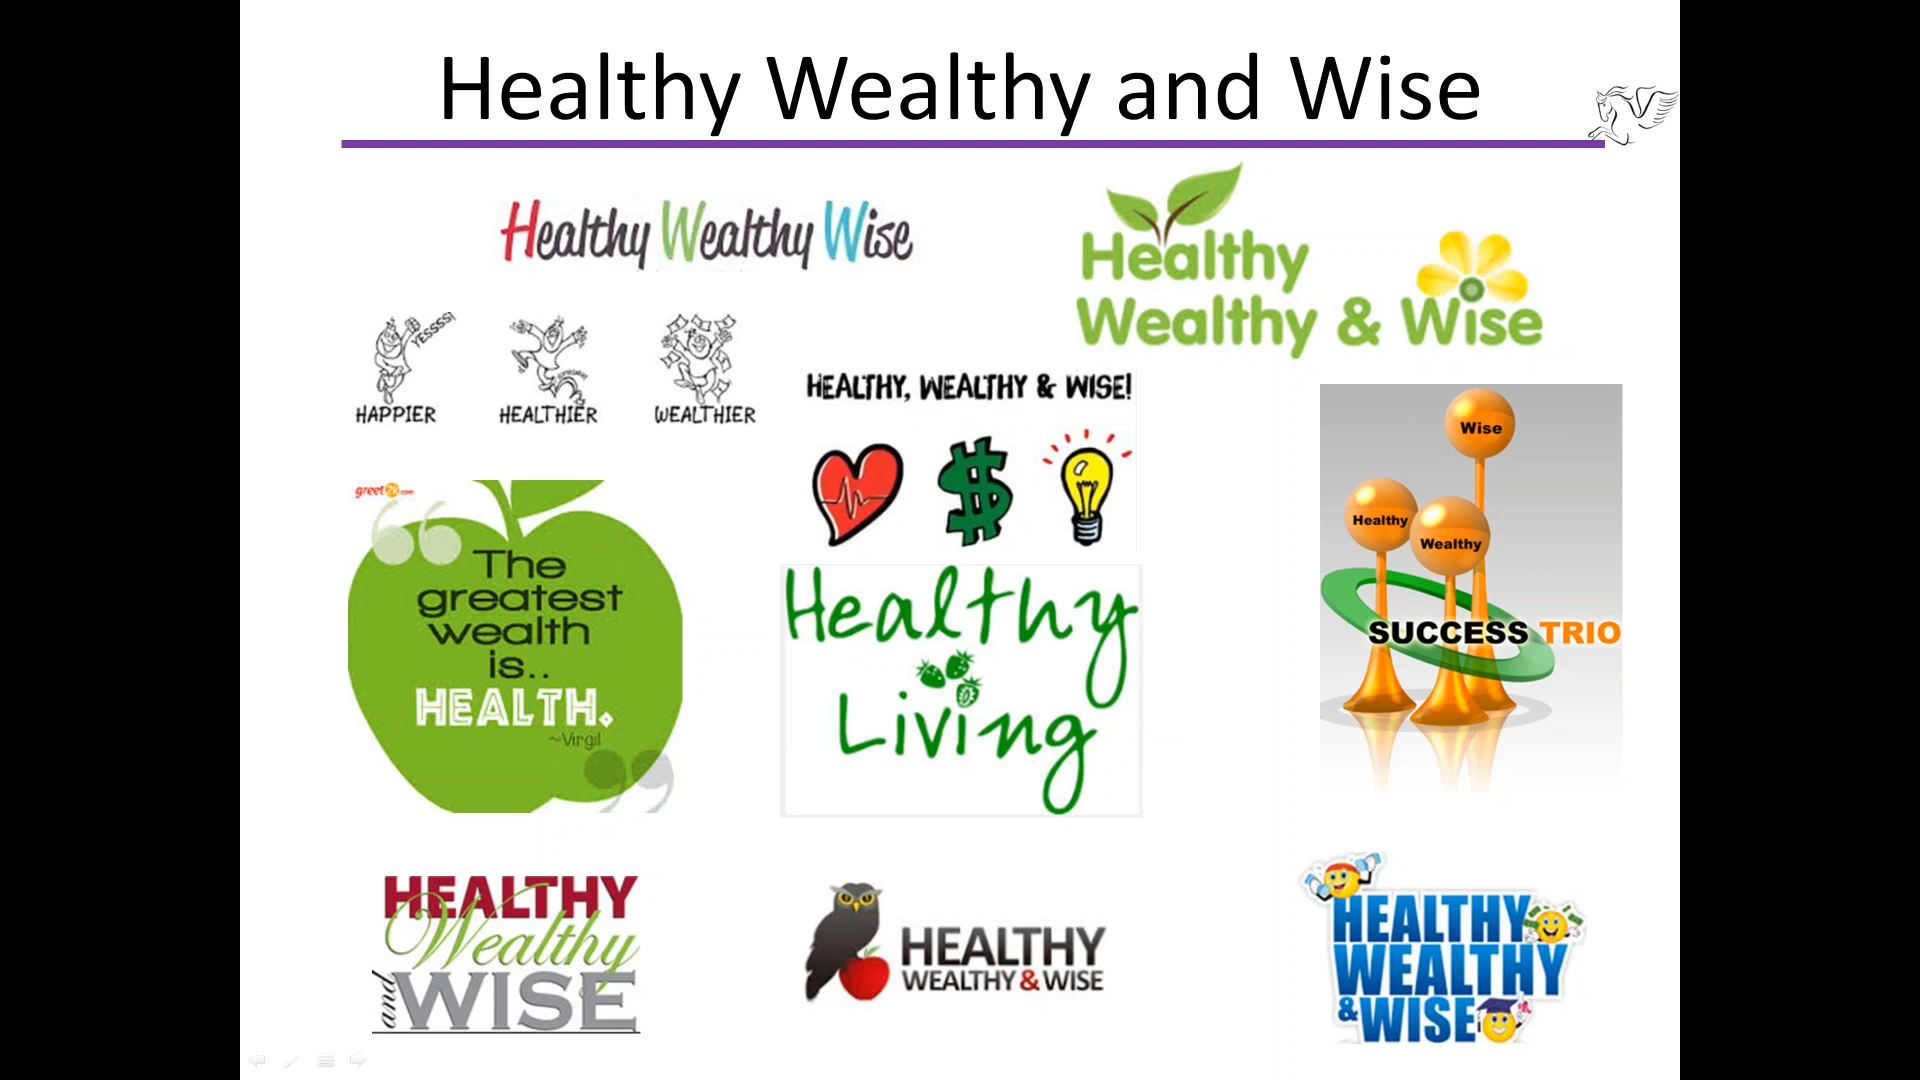 Healthy Wealthy and Wise
Healthy Wealthy Wise
Healthy
Wealthy & Wise
YESSSS!
HAPPIER
HEALTHIER
WEALTHIER
HEALTHY, WEALTHY & WISE!
Wise
Healthy
Wealthy
SUCCESS TRIO
“
The
greatest
wealth
is..
HEALTH.
~Virgil
”
Healthy
Living
HEALTHY
Wealthy
and WISE
HEALTHY
WEALTHY & WISE
HEALTHY
WEALTHY
& WISE